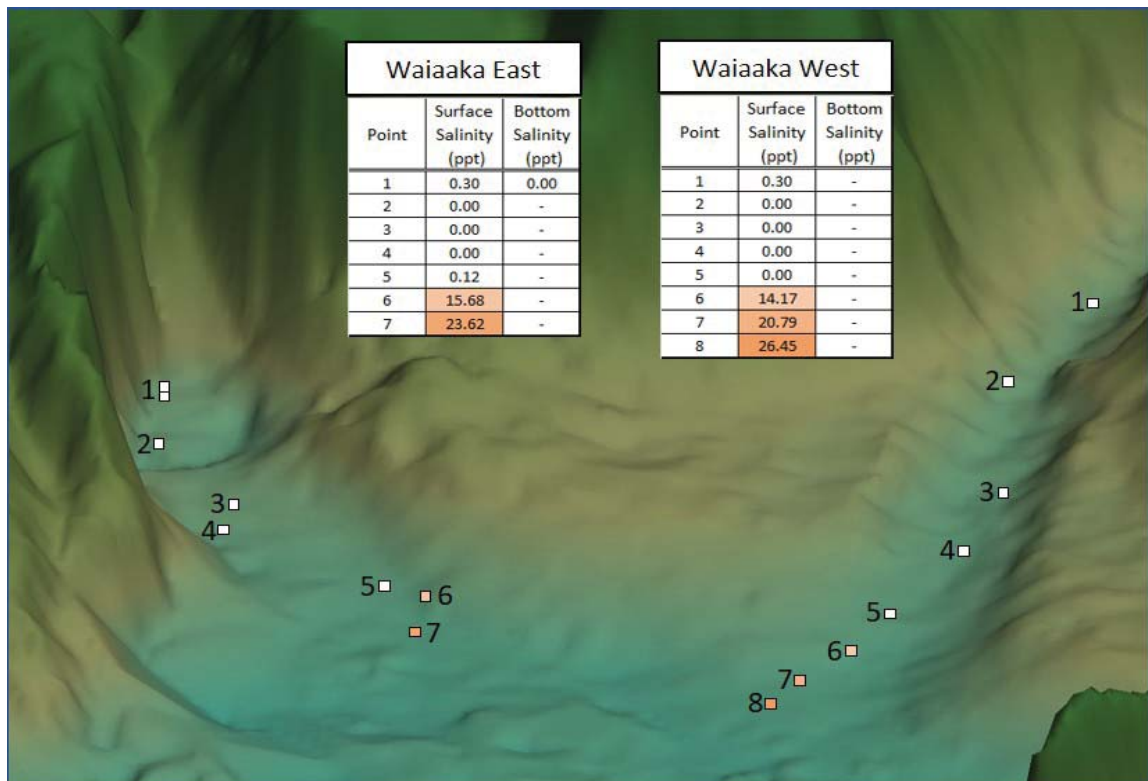 Waiaaka East
Point Surface Salinity (ppt) Bottom Salinity (ppt)
1 0.30 0.00
2 0.00 -
3 0.00 -
4 0.00 -
5 0.12 -
6 15.68 -
7 23.62 -
Waiaaka West
Point Surface Salinity (ppt) Bottom Salinity (ppt)
1 0.30 -
2 0.00 -
3 0.00 -
4 0.00 -
5 0.00 -
6 14.17 -
7 20.79 -
8 26.45 -
1
2
3
4
5
6
7
1
2
3
4
5
6
7
8